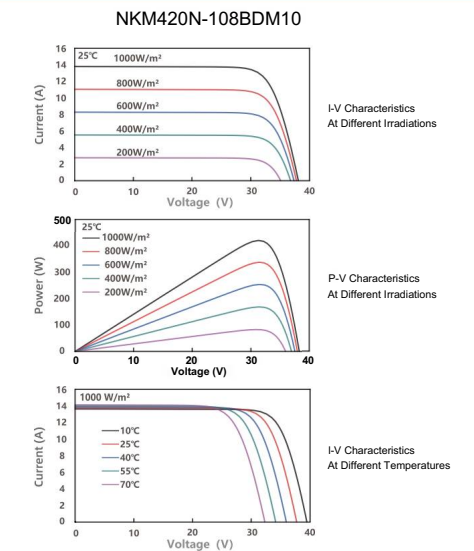 NKM420N-108BDM10
16
14
12
10
8
6
4
2
0
Current (A)
25℃ 1000W/m²
800W/m²
600W/m²
400W/m²
200W/m²
0 10 20 30 40
Voltage (V)
I-V Characteristics
At Different Irradiations
500
400
300
200
100
0
Power (W)
25℃
1000W/m²
800W/m²
600W/m²
400W/m²
200W/m²
0 10 20 30 40
Voltage (V)
P-V Characteristics
At Different Irradiations
16
14
12
10
8
6
4
2
0
Current (A)
1000 W/m²
10℃
25℃
40℃
55℃
70℃
0 10 20 30 40
Voltage (V)
I-V Characteristics
At Different Temperatures